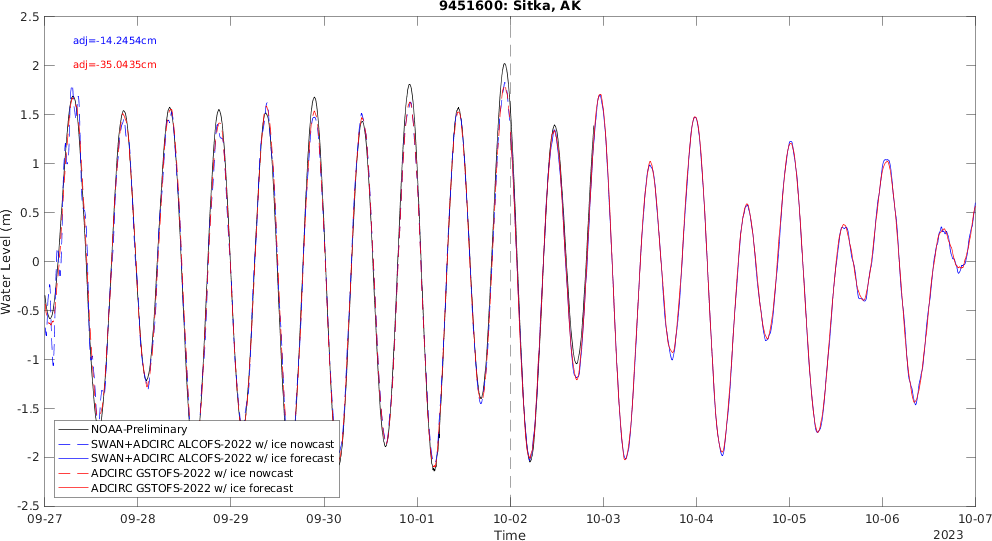 9451600: Sitka, AK
adj=-14.2454cm
adj=-35.0435cm
Water Level (m)
2.5
2
1.5
1
0.5
0
-0.5
-1
-1.5
-2
-2.5
NOAA-Preliminary
SWAN+ADCIRC ALCOFS-2022 w/ ice nowcast
SWAN+ADCIRC ALCOFS-2022 w/ ice forecast
ADCIRC GSTOFS-2022 w/ ice nowcast
ADCIRC GSTOFS-2022 w/ ice forecast
09-27 09-28 09-29 09-30 10-01 10-02 10-03 10-04 10-05 10-06 10-07
Time
2023